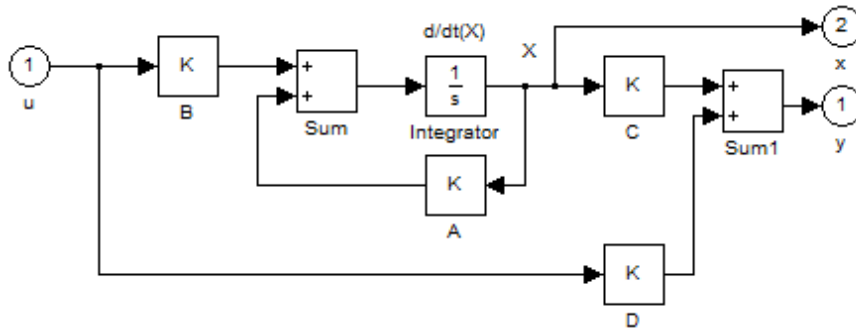 d/dt(X)
X
2
x
1
u
K
B
+
+
Sum
1
s
Integrator
K
C
+
+
Sum1
1
y
K
A
K
D